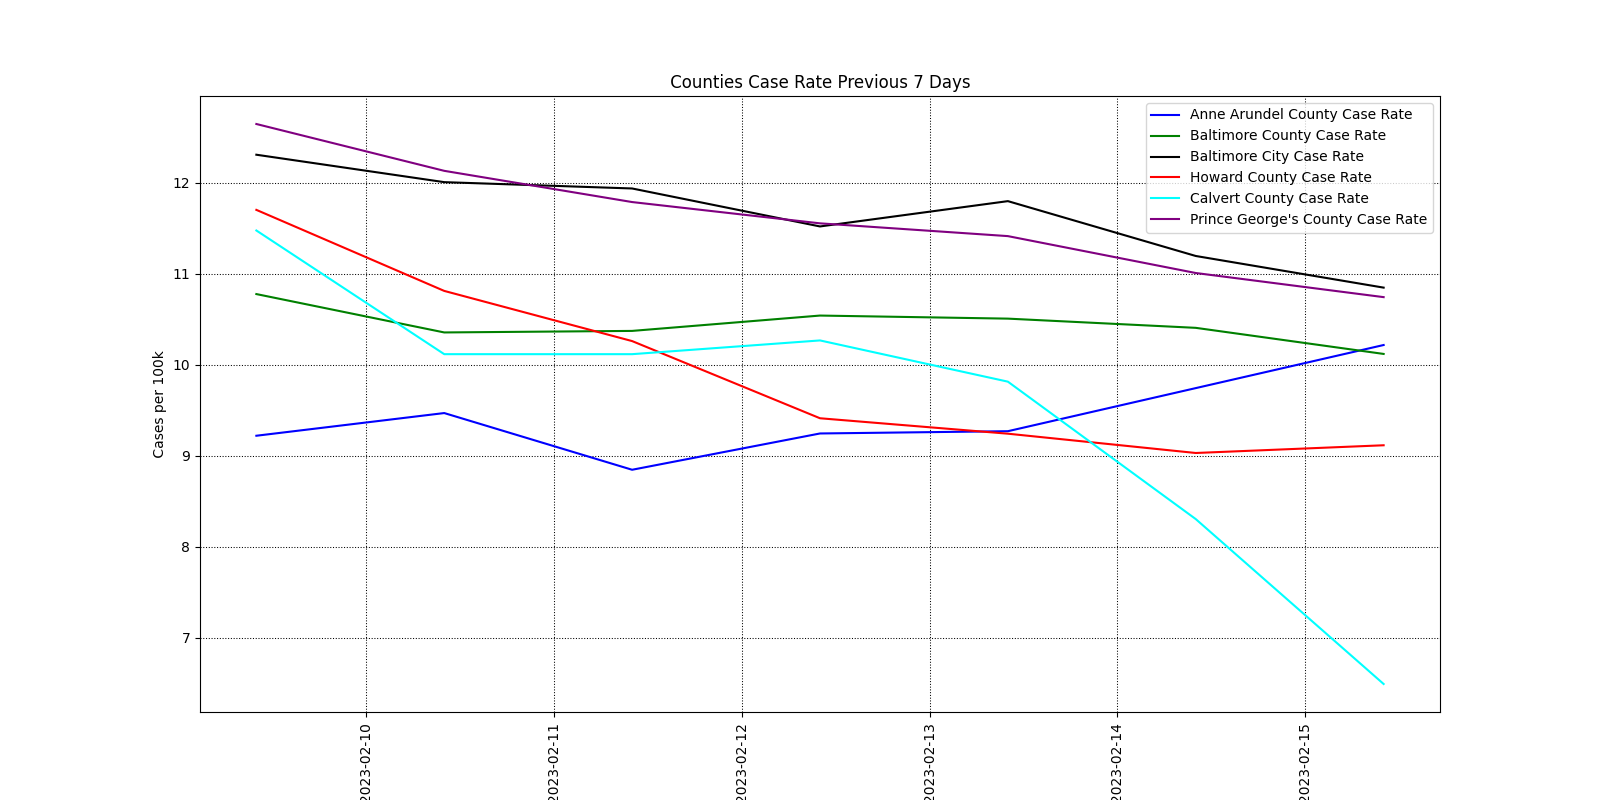 Counties Case Rate Previous 7 Days
Anne Arundel County Case Rate
Baltimore County Case Rate
Baltimore City Case Rate
Howard County Case Rate
Calvert County Case Rate
Prince George's County Case Rate
Cases per 100k
12
11
10
9
8
7
2023-02-10
2023-02-11
2023-02-12
2023-02-13
2023-02-14
2023-02-15